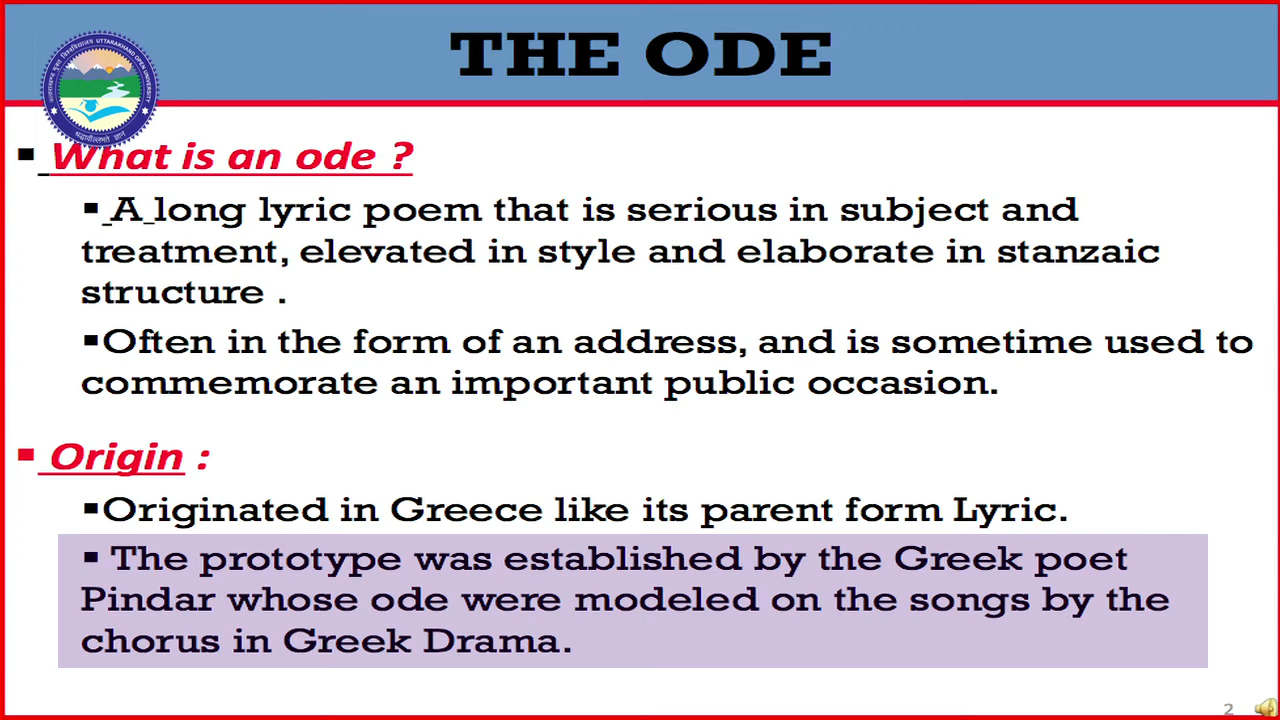 THE ODE
UTTARAKHAND OPEN UNIVERSITY
▪ What is an ode ?
▪ A long lyric poem that is serious in subject and
treatment, elevated in style and elaborate in stanzaic
structure .
▪Often in the form of an address, and is sometime used to
commemorate an important public occasion.
▪ Origin :
▪Originated in Greece like its parent form Lyric.
▪ The prototype was established by the Greek poet
Pindar whose ode were modeled on the songs by the
chorus in Greek Drama.
2